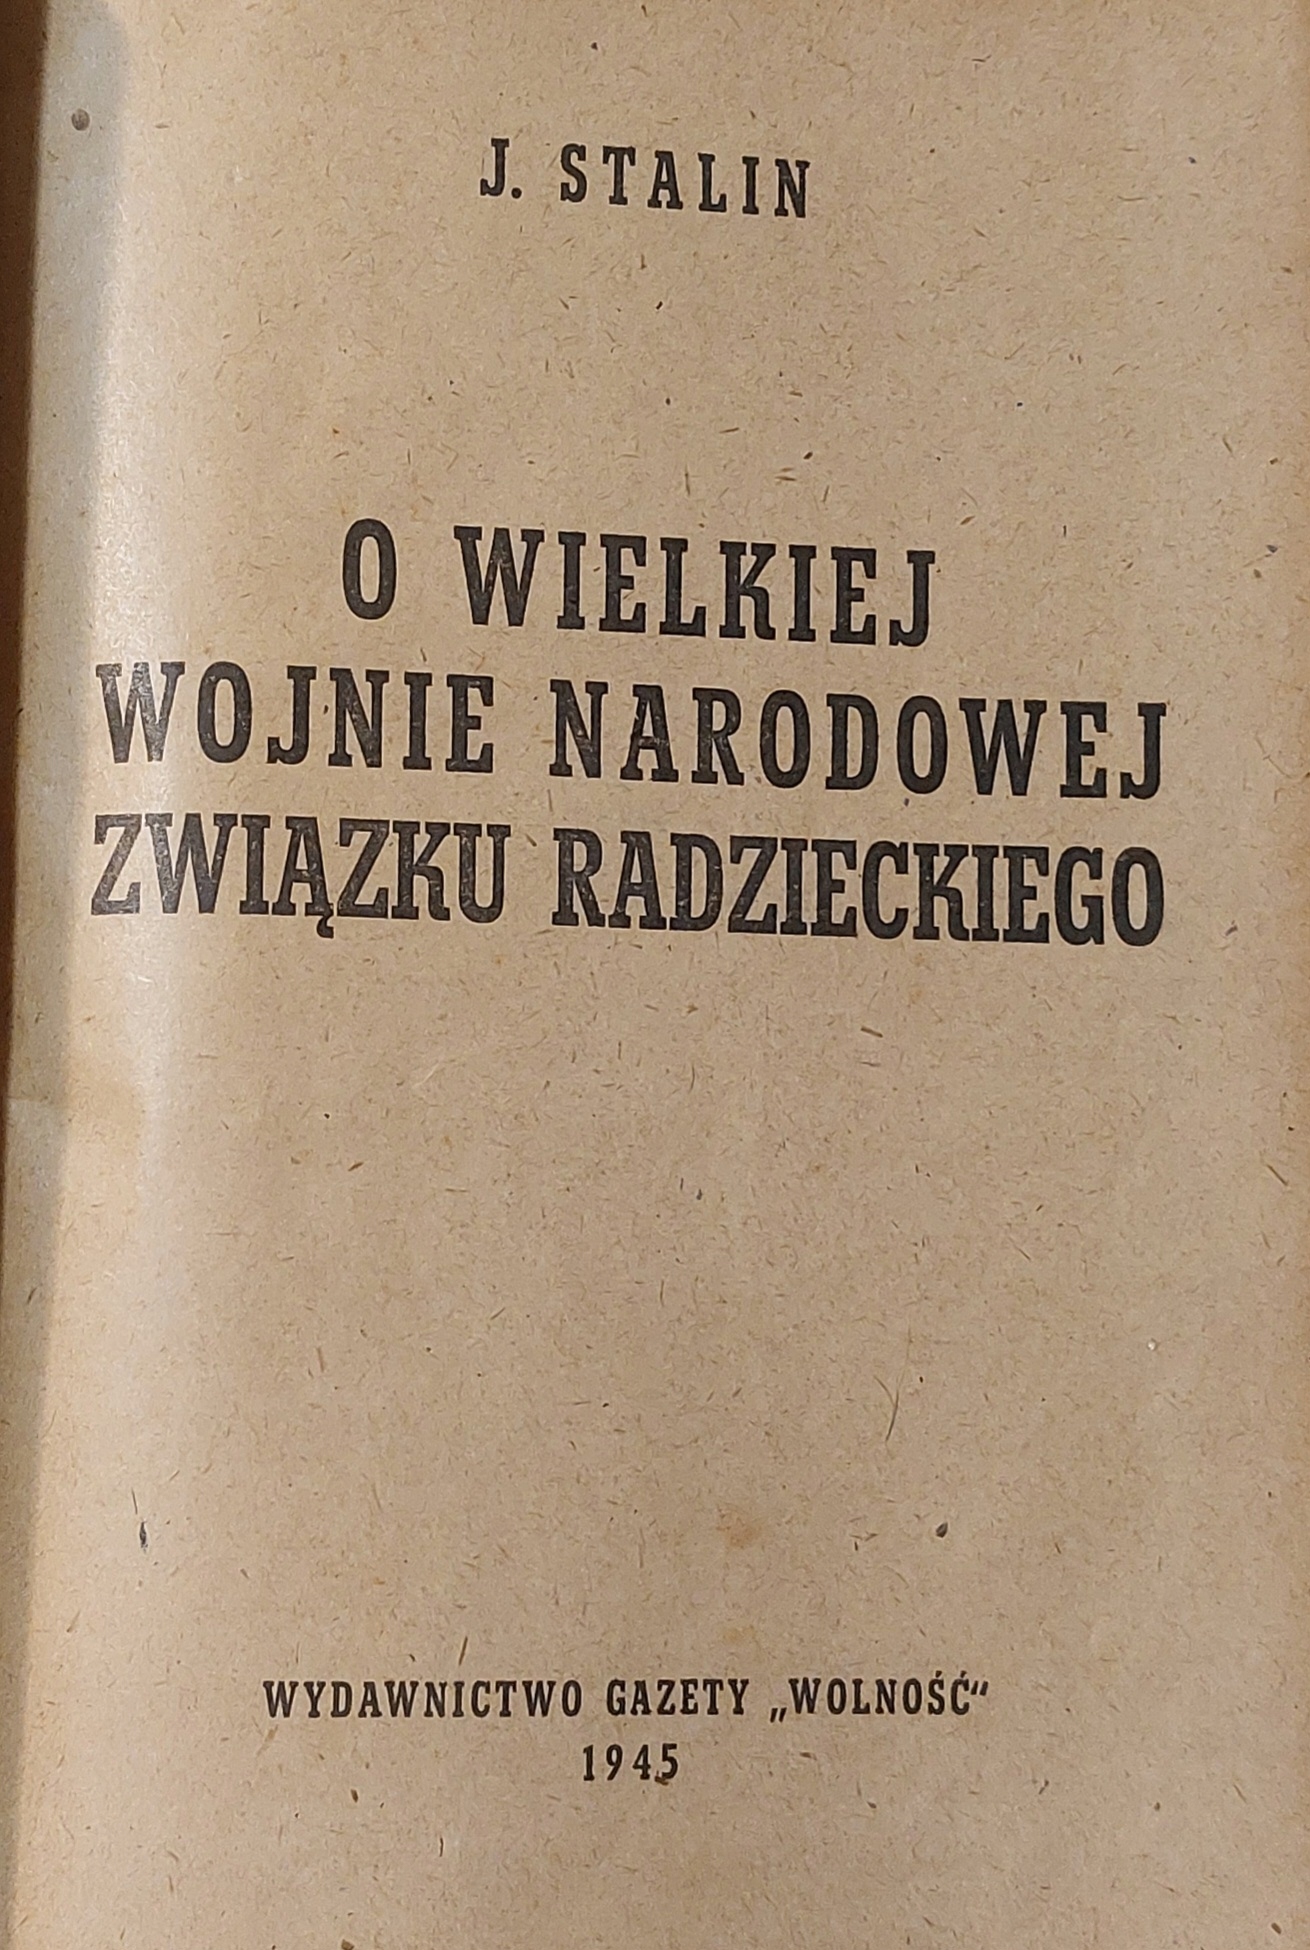 J. STALIN
O WIELKIEJ
WOJNIE NARODOWEJ
ZWIĄZKU RADZIECKIEGO
WYDAWNICTWO GAZETY „WOLNOŚĆ“
1945